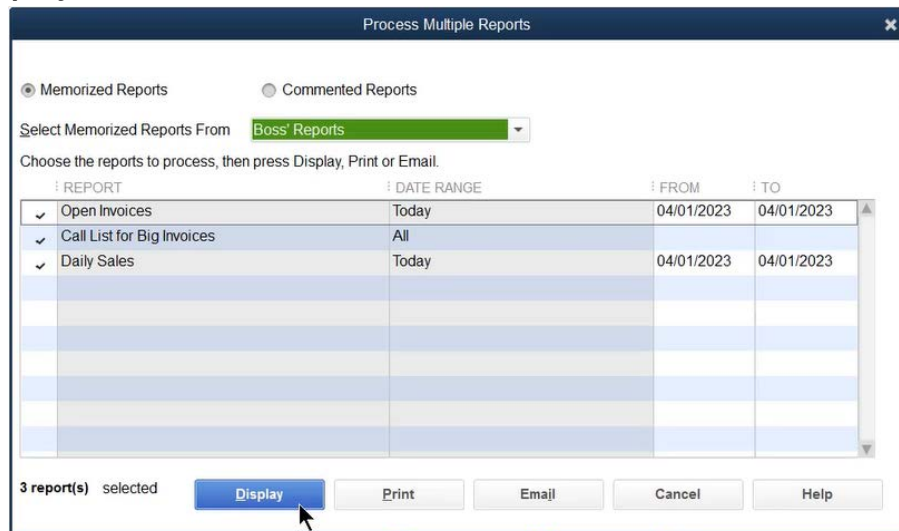 Process Multiple Reports
Memorized Reports Commented Reports
Select Memorized Reports From Boss' Reports
Choose the reports to process, then press Display, Print or Email.
REPORT DATE RANGE FROM TO
Open Invoices Today 04/01/2023 04/01/2023
Call List for Big Invoices All
Daily Sales Today 04/01/2023 04/01/2023
3 report(s) selected Display Print Email Cancel Help